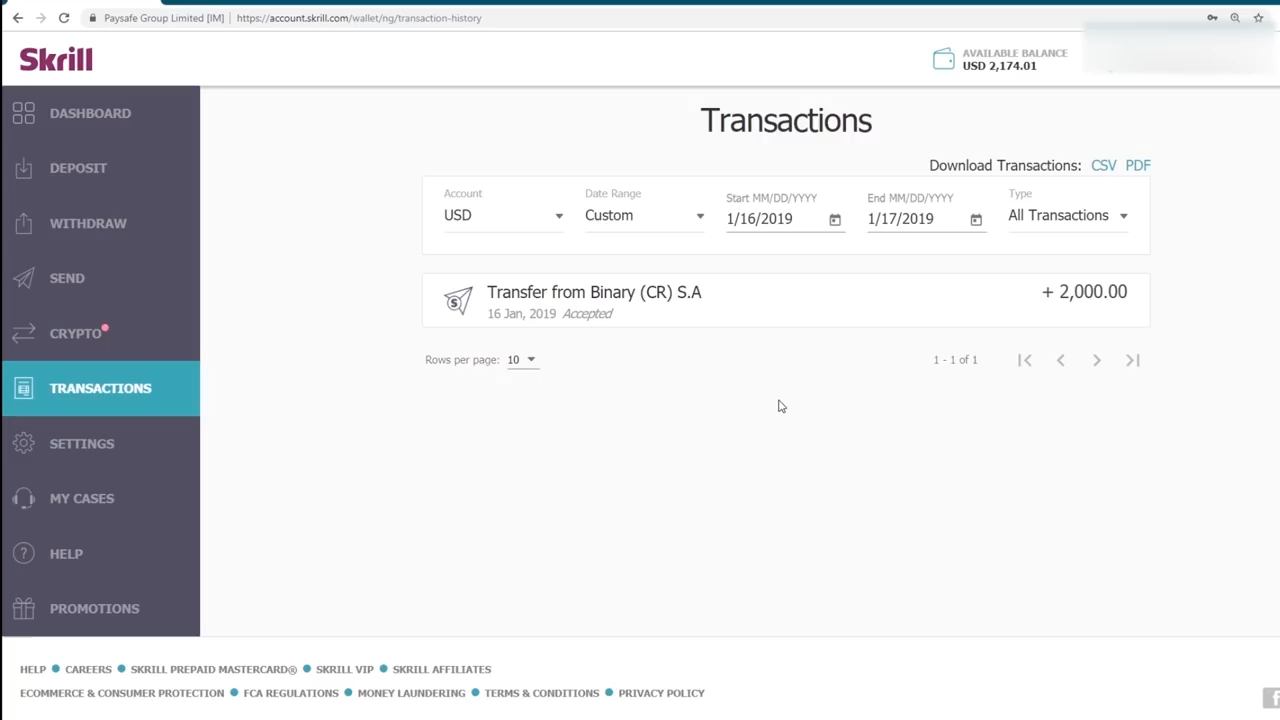 Paysafe Group Limited [IM] | https://account.skrill.com/wallet/ng/transaction-history
Skrill
AVAILABLE BALANCE
USD 2,174.01
DASHBOARD
DEPOSIT
WITHDRAW
SEND
CRYPTO
TRANSACTIONS
SETTINGS
MY CASES
HELP
PROMOTIONS
Transactions
Download Transactions: CSV PDF
Account Date Range Start MM/DD/YYYY End MM/DD/YYYY Type
USD Custom 1/16/2019 1/17/2019 All Transactions
Transfer from Binary (CR) S.A + 2,000.00
16 Jan, 2019 Accepted
Rows per page: 10 1 - 1 of 1
HELP CAREERS SKRILL PREPAID MASTERCARD® SKRILL VIP SKRILL AFFILIATES
ECOMMERCE & CONSUMER PROTECTION FCA REGULATIONS MONEY LAUNDERING TERMS & CONDITIONS PRIVACY POLICY